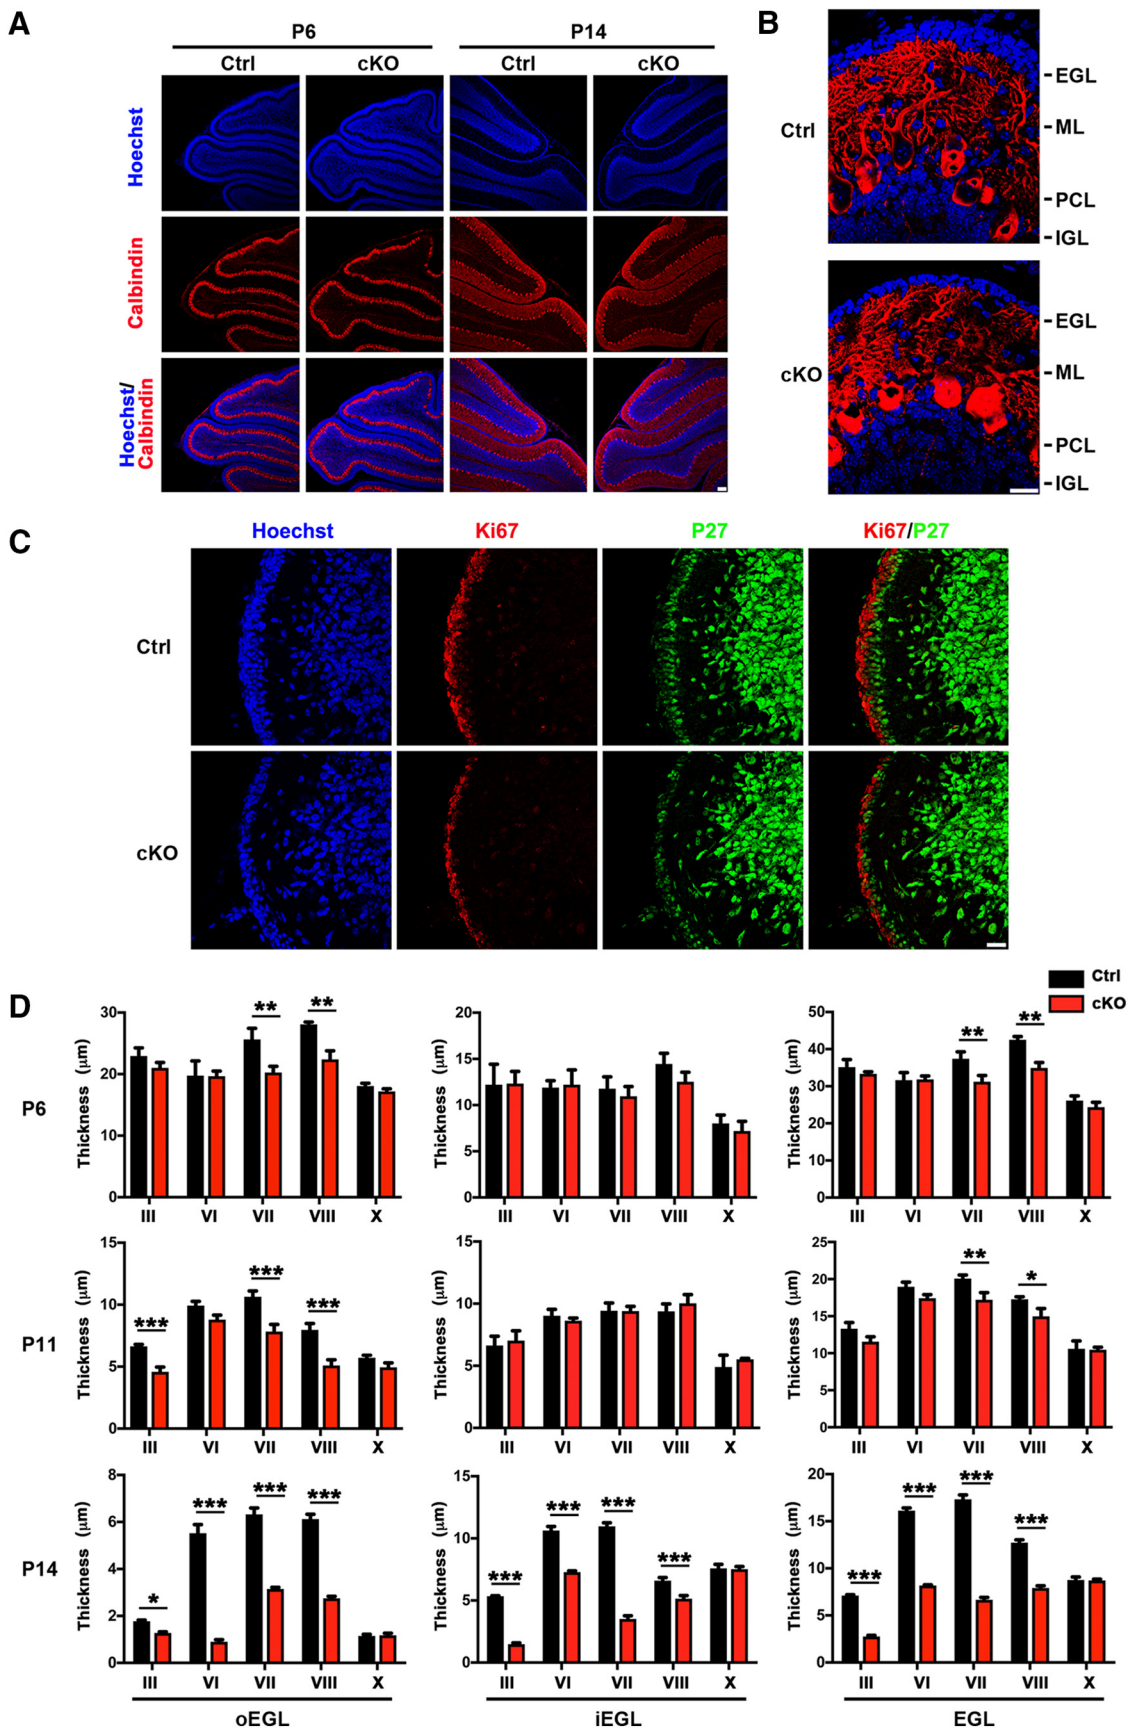 A
P6
P14
Ctrl
cKO
Ctrl
cKO
Hoechst
Calbindin
Hoechst/
Calbindin
B
Ctrl
EGL
ML
PCL
IGL
cKO
EGL
ML
PCL
IGL
C
Hoechst
Ki67
P27
Ki67/P27
Ctrl
cKO
D
Ctrl
cKO
P6
Thickness (μm)
30
20
10
0
**
**
III VI VII VIII X
Thickness (μm)
20
15
10
5
0
III VI VII VIII X
Thickness (μm)
50
40
30
20
10
0
**
**
III VI VII VIII X
P11
Thickness (μm)
15
10
5
0
***
***
***
III VI VII VIII X
Thickness (μm)
15
10
5
0
III VI VII VIII X
Thickness (μm)
25
20
15
10
5
0
**
*
III VI VII VIII X
P14
Thickness (μm)
8
6
4
2
0
*
***
***
***
III VI VII VIII X
oEGL
Thickness (μm)
15
10
5
0
***
***
***
***
III VI VII VIII X
iEGL
Thickness (μm)
20
15
10
5
0
***
***
***
***
III VI VII VIII X
EGL